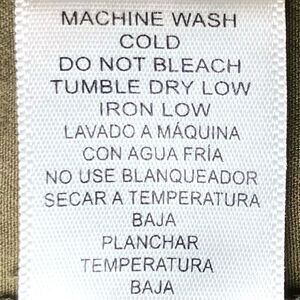 MACHINE WASH
COLD
DO NOT BLEACH
TUMBLE DRY LOW
IRON LOW
LAVADO A MÁQUINA
CON AGUA FRÍA
NO USE BLANQUEADOR
SECAR A TEMPERATURA
BAJA
PLANCHAR
TEMPERATURA
BAJA